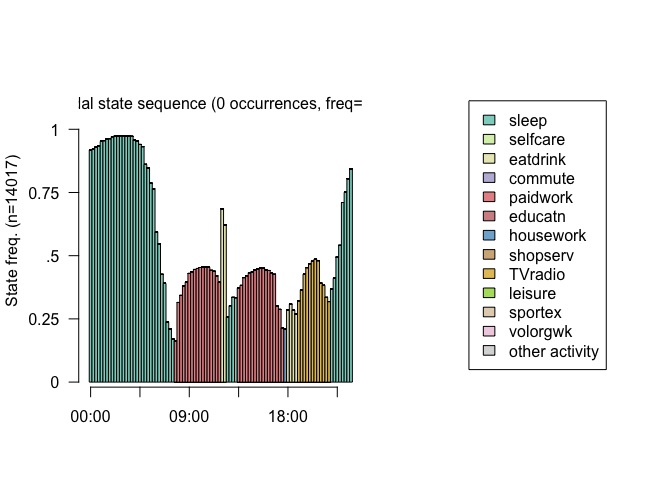 lal state sequence (0 occurrences, freq=
State freq. (n=14017)
1
0.75
.5
0.25
0
00:00
09:00
18:00
sleep
selfcare
eatdrink
commute
paidwork
educatn
housework
shopserv
TVradio
leisure
sportex
volorgwk
other activity